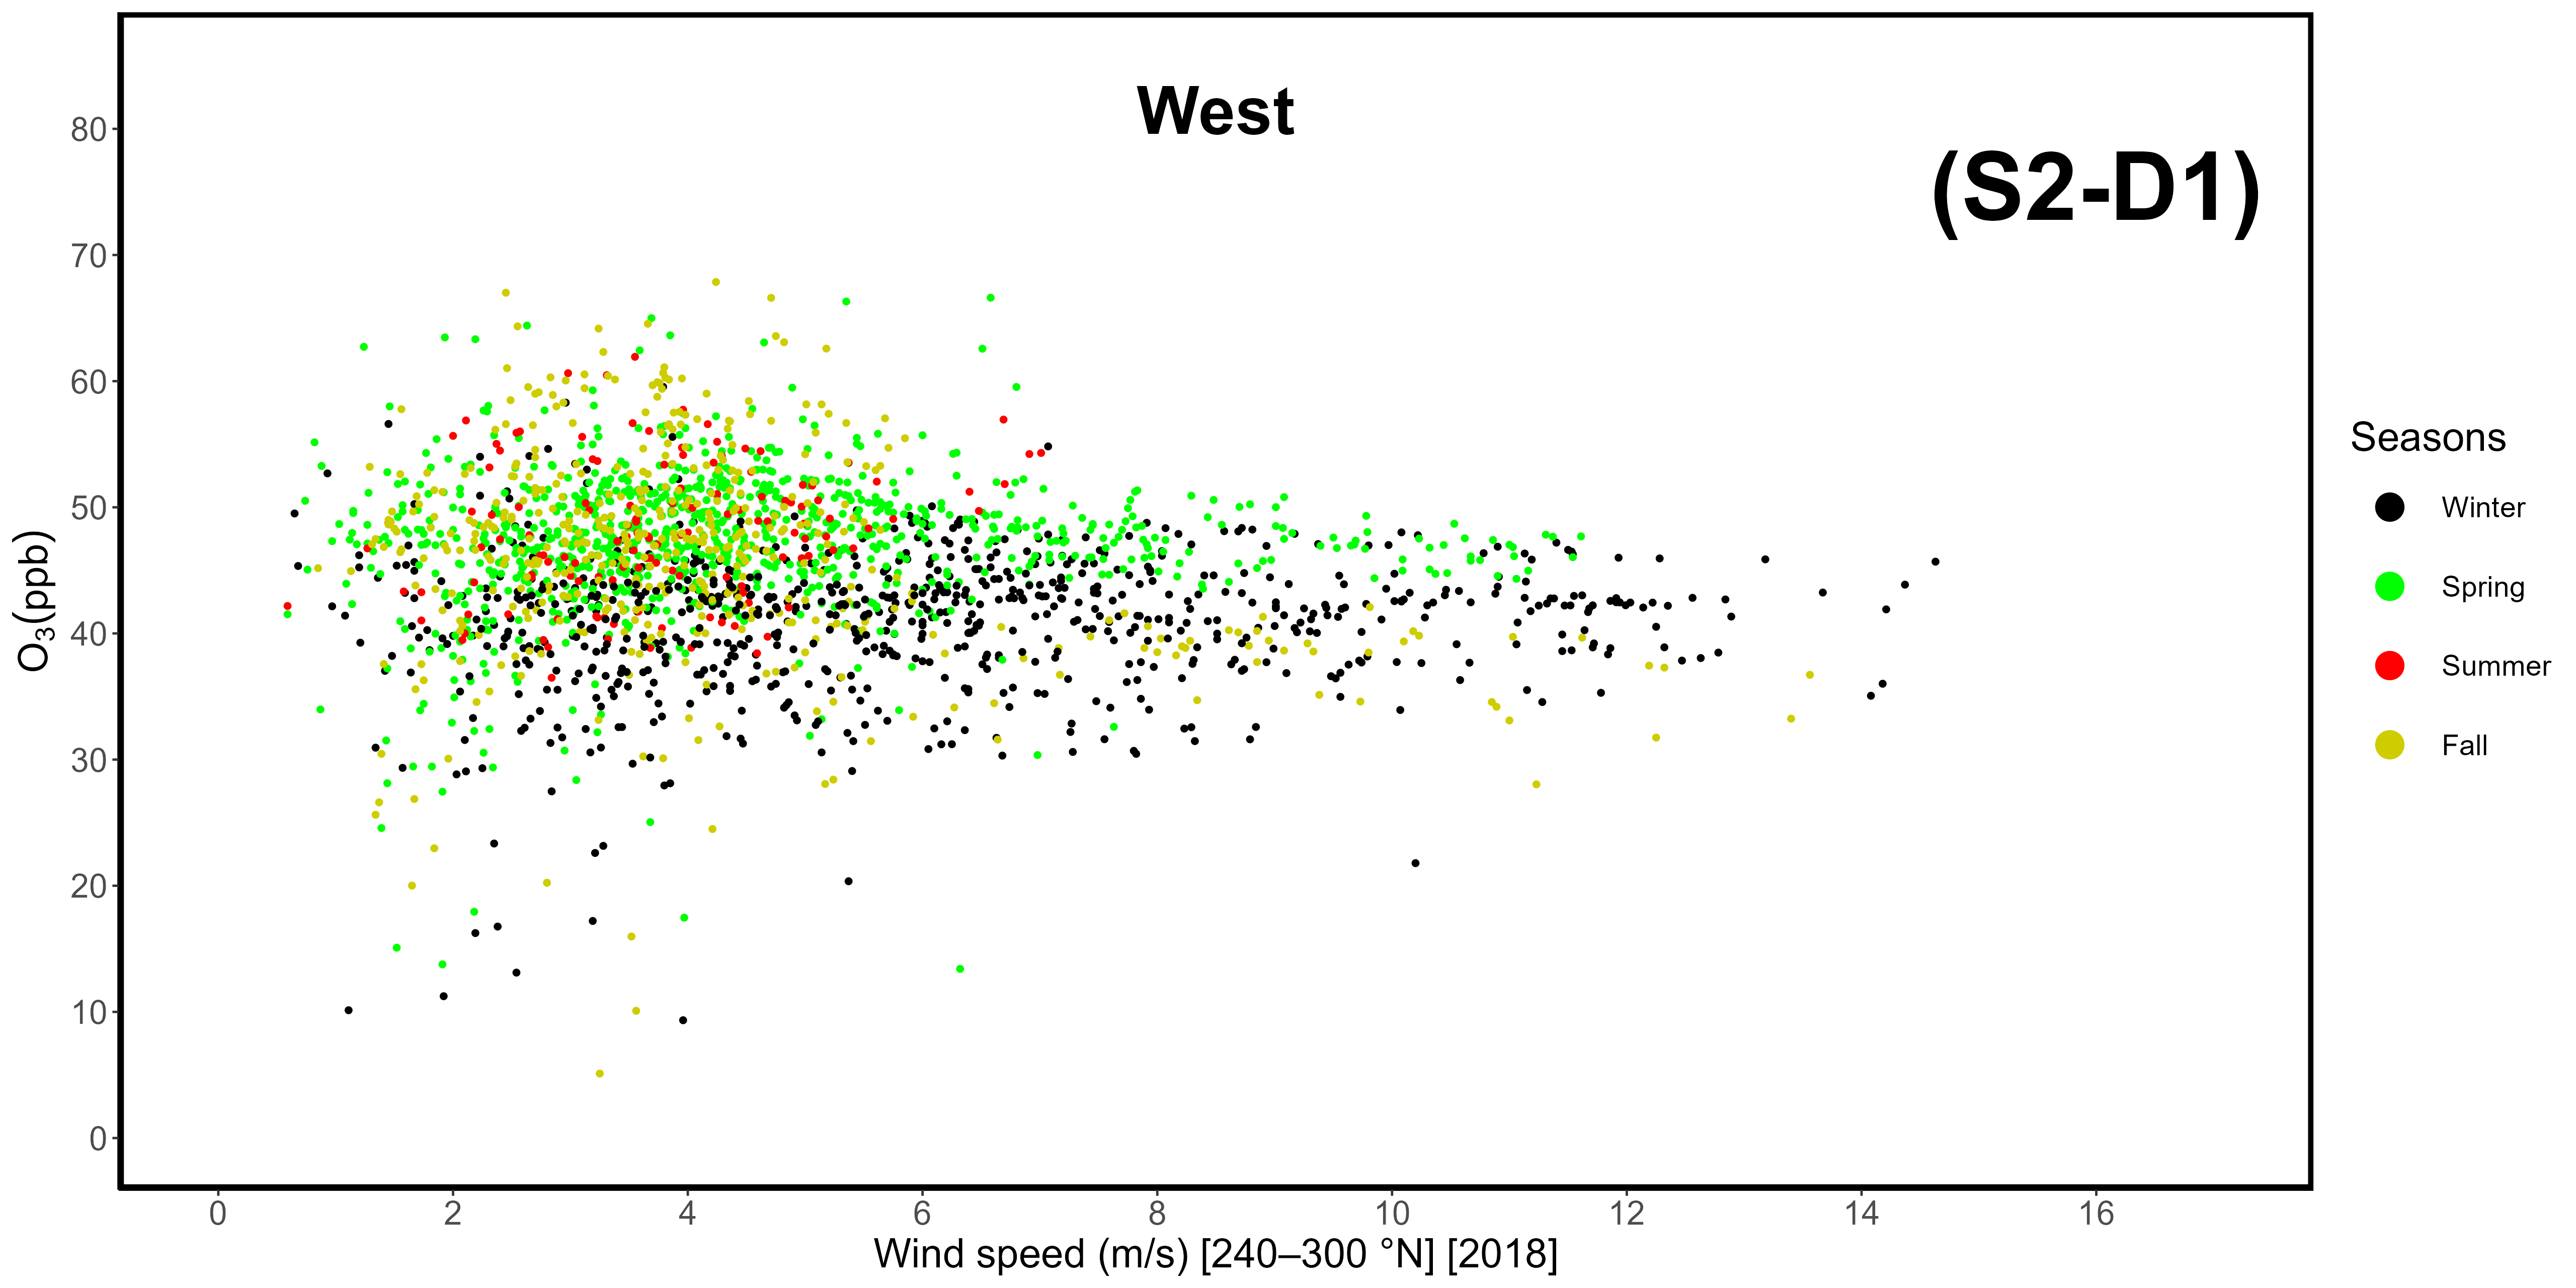 West
(S2-D1)
80
70
60
50
40
30
20
10
0
O₃(ppb)
0 2 4 6 8 10 12 14 16
Wind speed (m/s) [240–300 °N] [2018]
Seasons
Winter
Spring
Summer
Fall